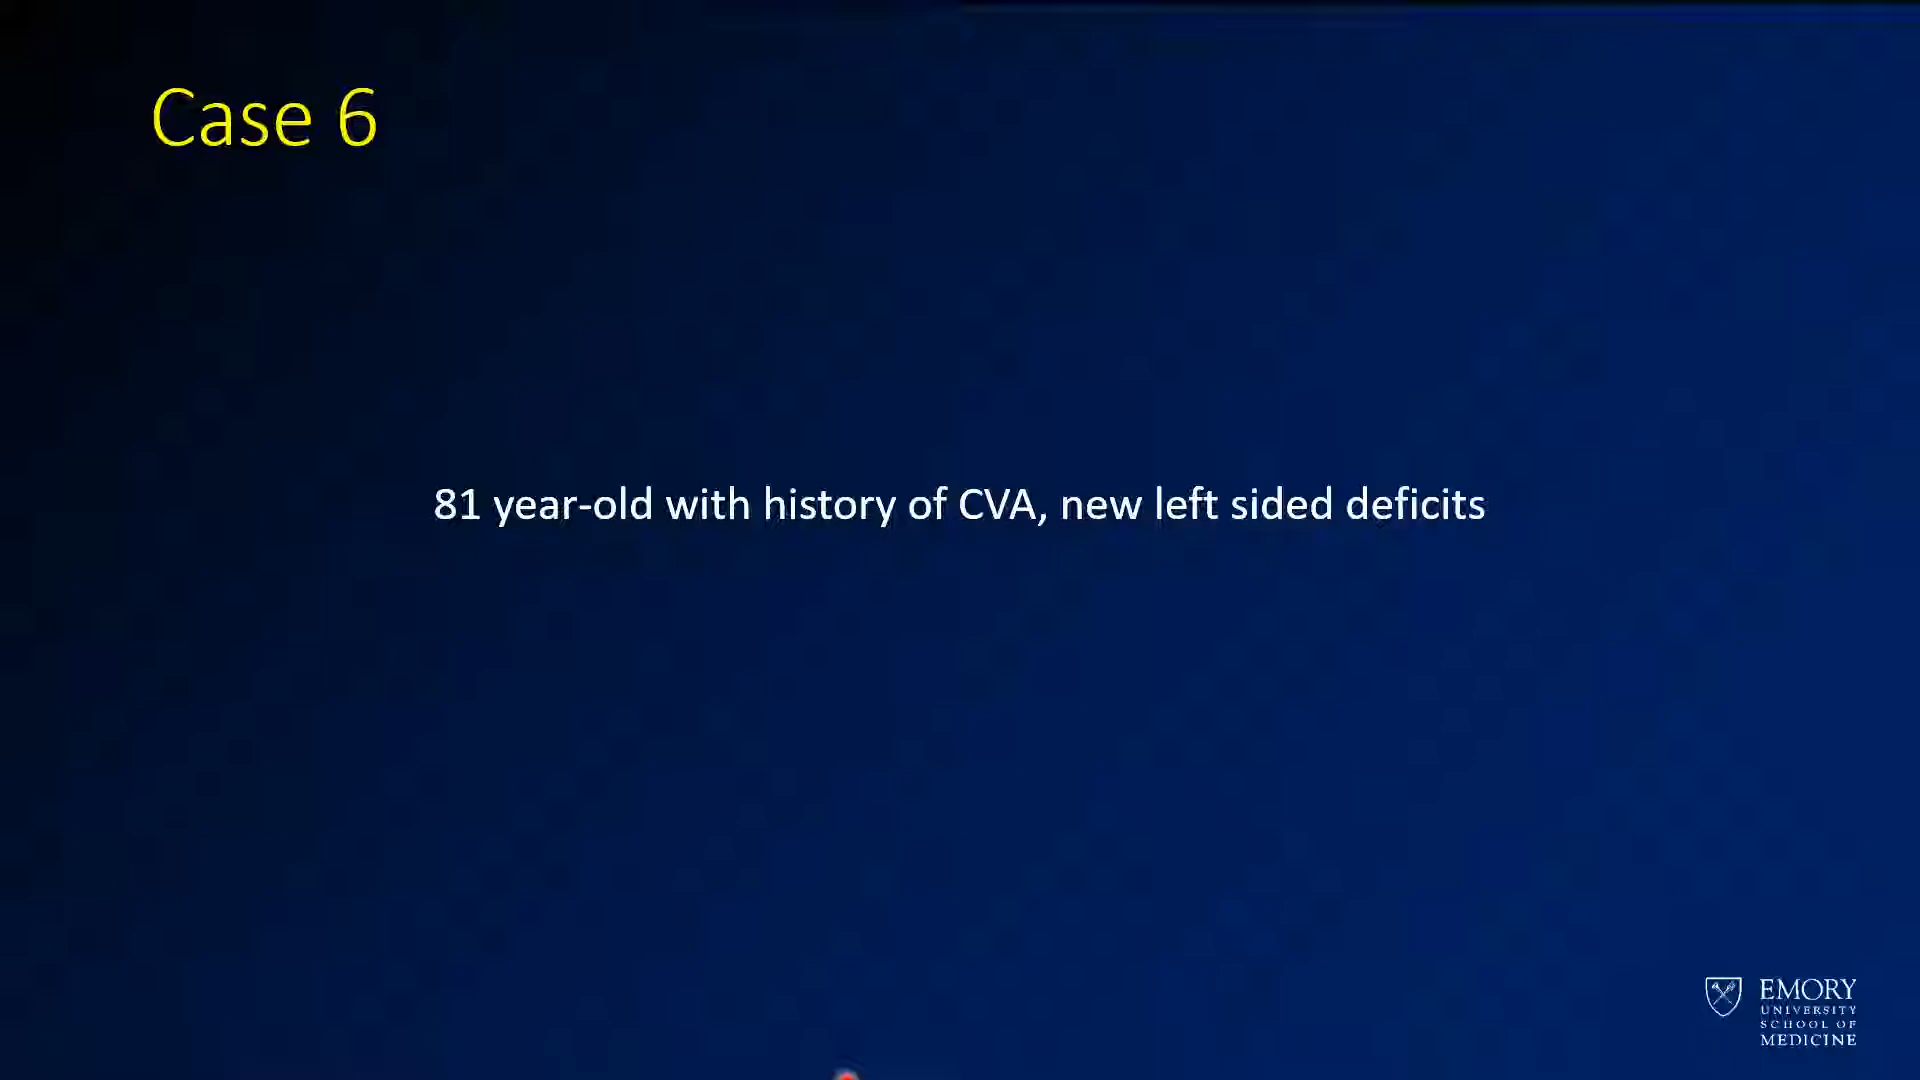 Case 6
81 year-old with history of CVA, new left sided deficits
EMORY
UNIVERSITY
SCHOOL OF
MEDICINE